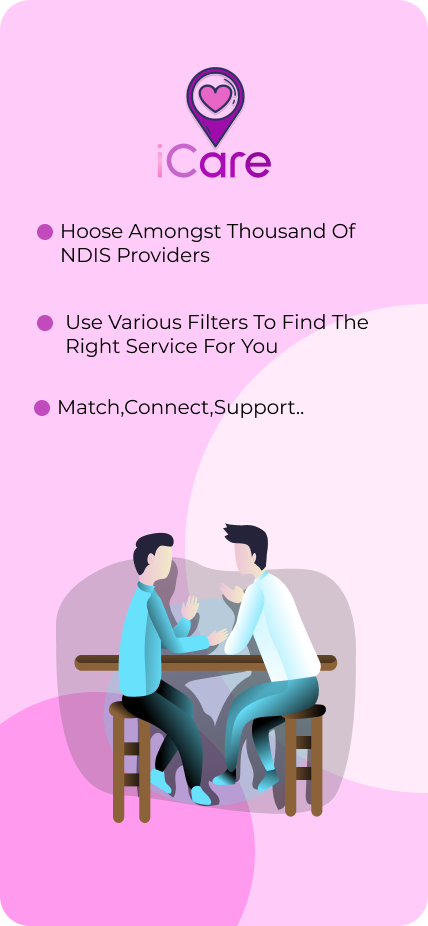 iCare
Hoose Amongst Thousand Of
NDIS Providers
Use Various Filters To Find The
Right Service For You
Match,Connect,Support..